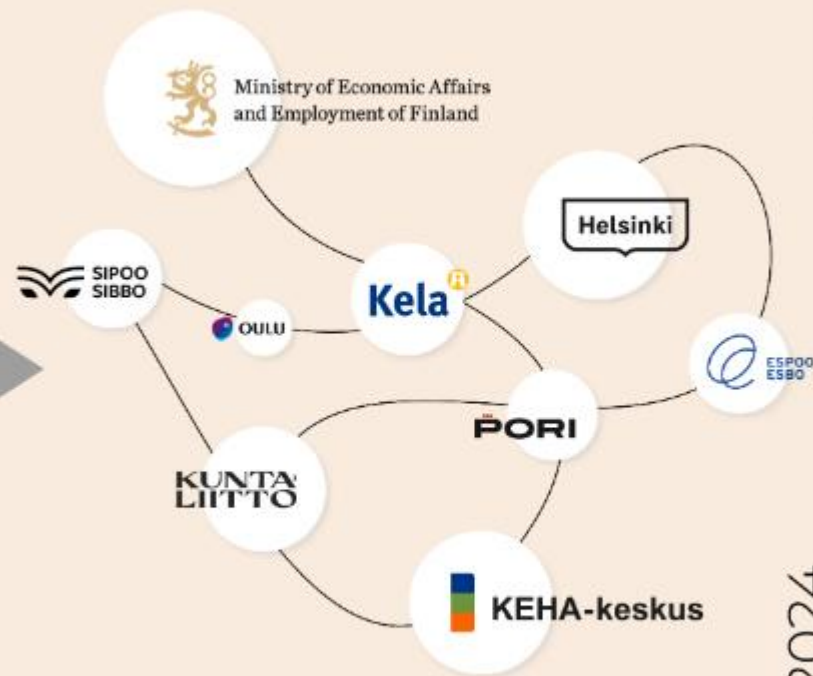 Ministry of Economic Affairs
and Employment of Finland
Helsinki
SIPOO
SIBBO
Kela
OULU
ESPOO
ESBO
PORI
KUNTA
LIITTO
KEHA-keskus
2024